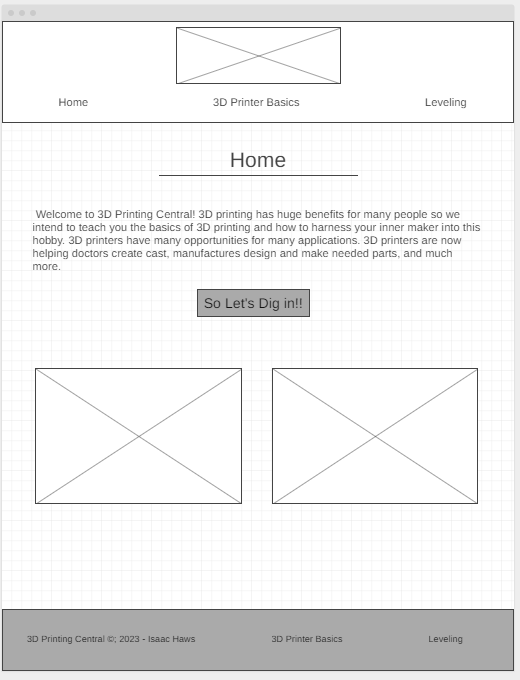 Home
3D Printer Basics
Leveling
Home
Welcome to 3D Printing Central! 3D printing has huge benefits for many people so we
intend to teach you the basics of 3D printing and how to harness your inner maker into this
hobby. 3D printers have many opportunities for many applications. 3D printers are now
helping doctors create cast, manufactures design and make needed parts, and much
more.
So Let's Dig in!!
3D Printing Central ©; 2023 - Isaac Haws
3D Printer Basics
Leveling